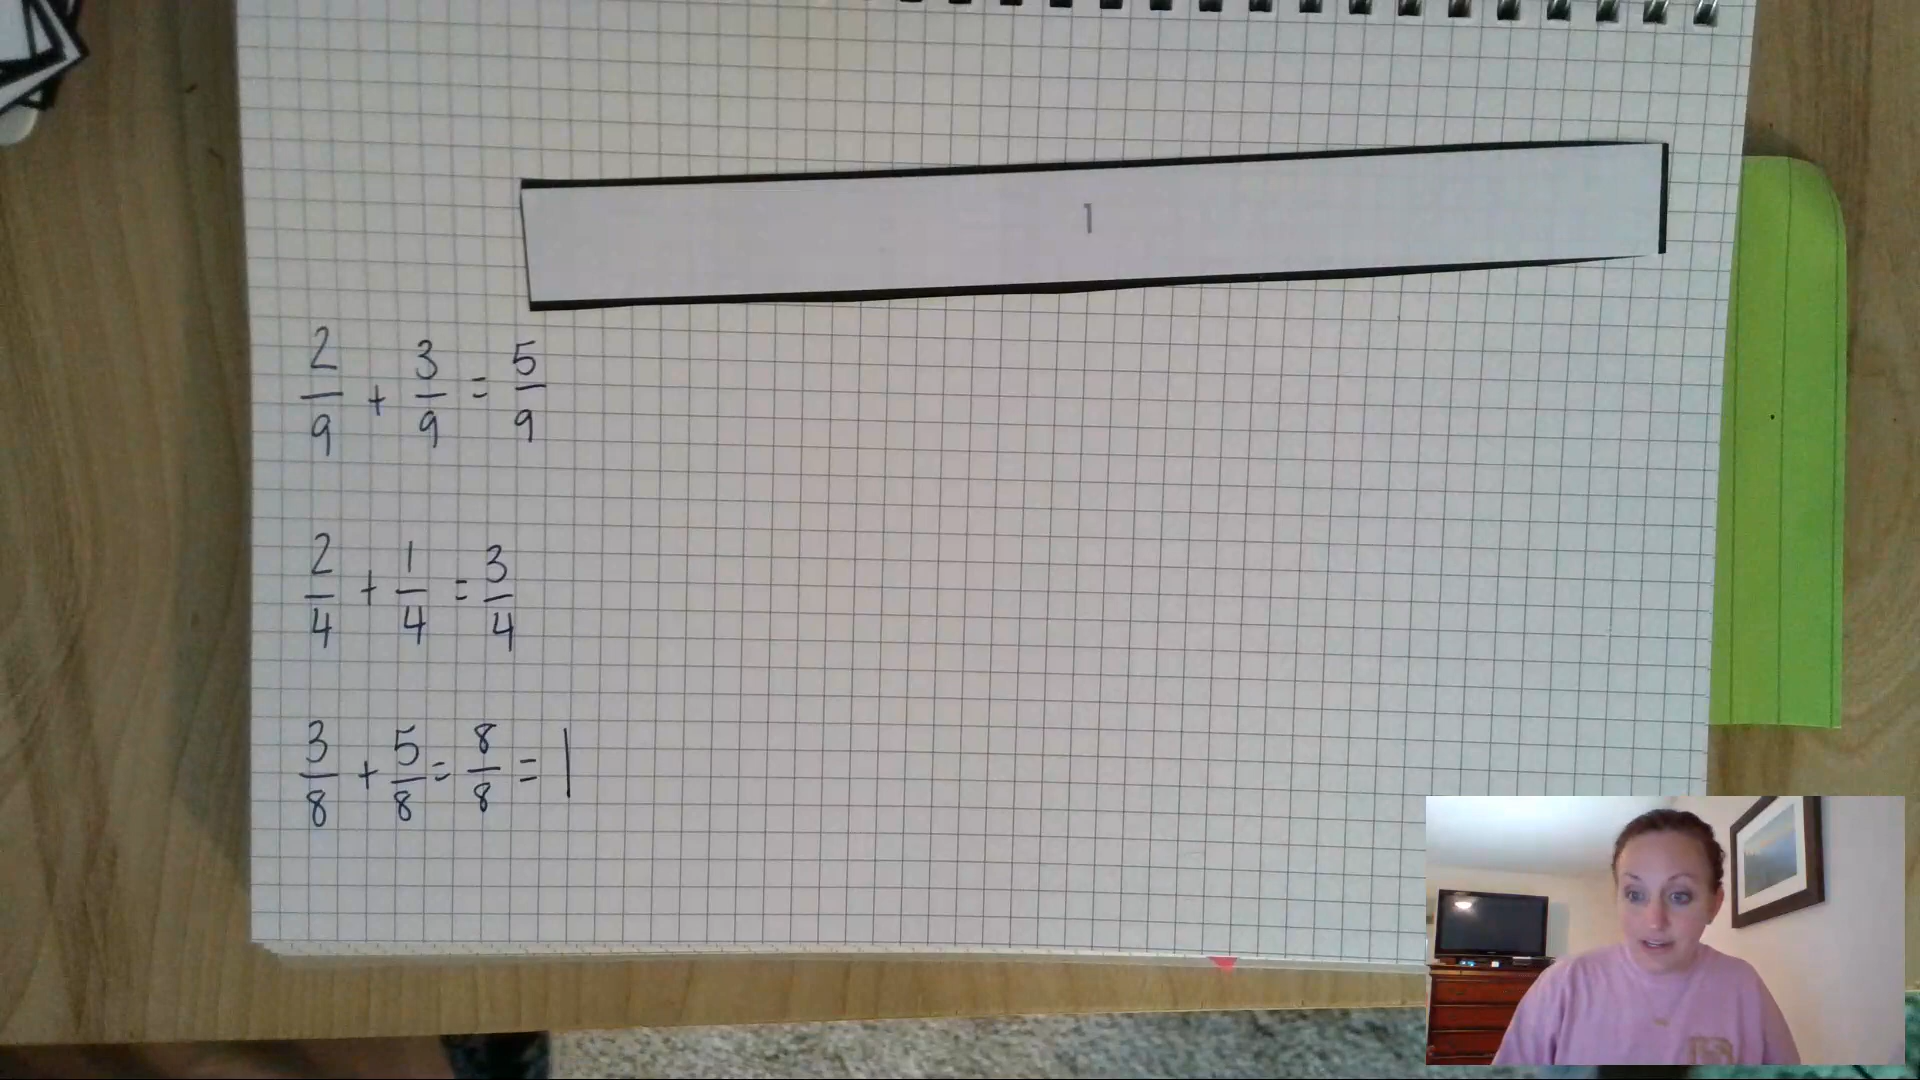 1
2/9 + 3/9 = 5/9
2/4 + 1/4 = 3/4
3/8 + 5/8 = 8/8 = 1